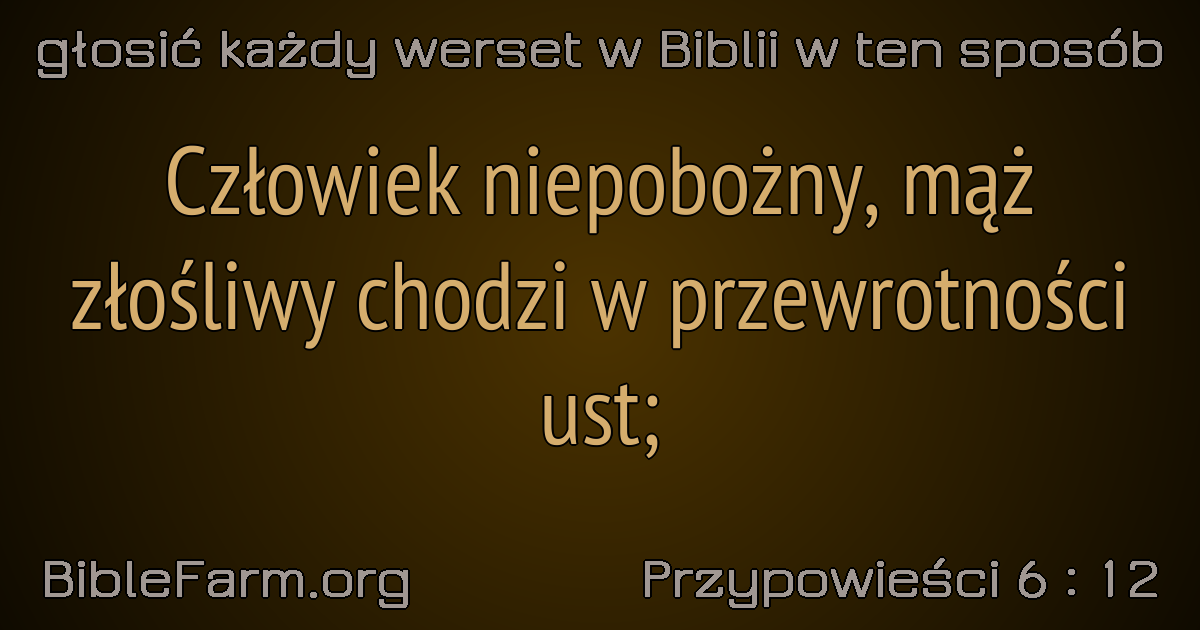 głosić każdy werset w Biblii w ten sposób
Człowiek niepobożny, mąż
złośliwy chodzi w przewrotności
ust;
BibleFarm.org
Przypowieści 6 : 12